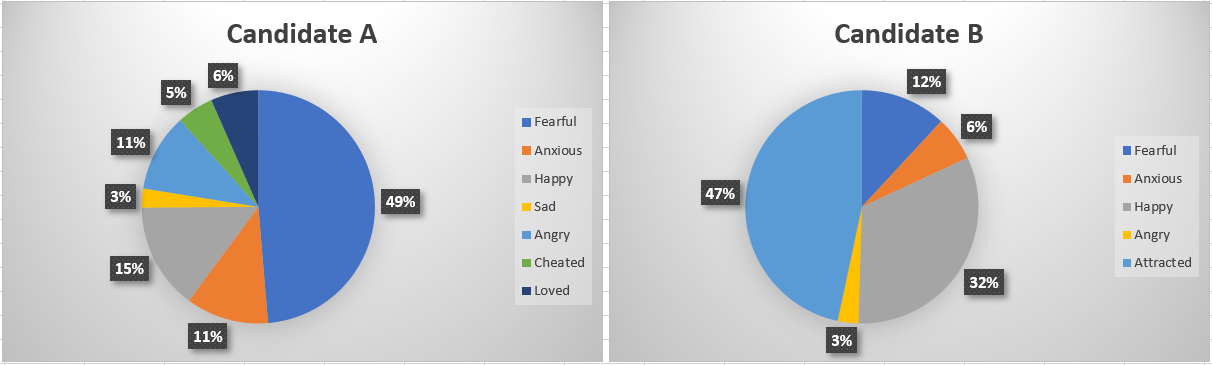 Candidate A
6%
5%
11%
3%
15%
11%
49%
Fearful
Anxious
Happy
Sad
Angry
Cheated
Loved
Candidate B
12%
6%
47%
32%
3%
Fearful
Anxious
Happy
Angry
Attracted